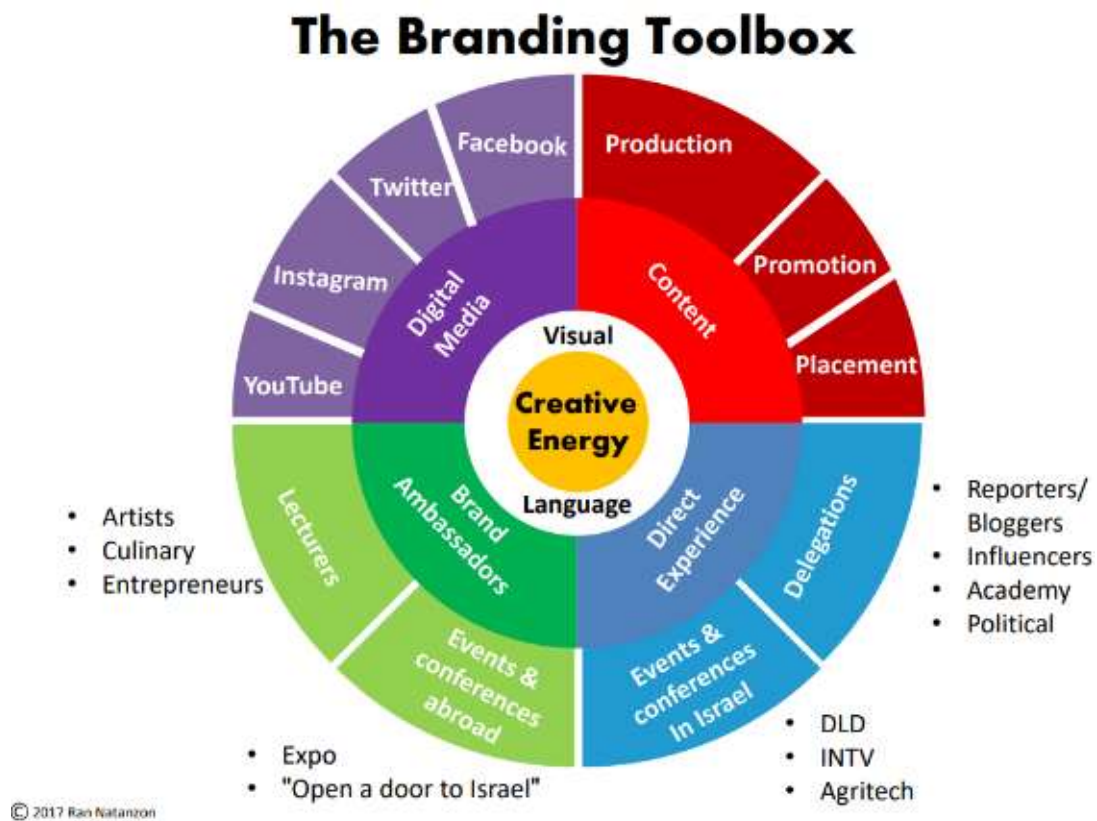 The Branding Toolbox
Facebook
Production
Twitter
Instagram
YouTube
Digital
Media
Content
Promotion
Placement
Visual
Creative
Energy
Language
Lecturers
Brand
Ambassadors
Direct
Experience
Delegations
Events &
conferences
abroad
Events &
conferences
In Israel
• Artists
• Culinary
• Entrepreneurs
• Reporters/
Bloggers
• Influencers
• Academy
• Political
• Expo
• "Open a door to Israel"
• DLD
• INTV
• Agritech
© 2017 Ran Natanzon